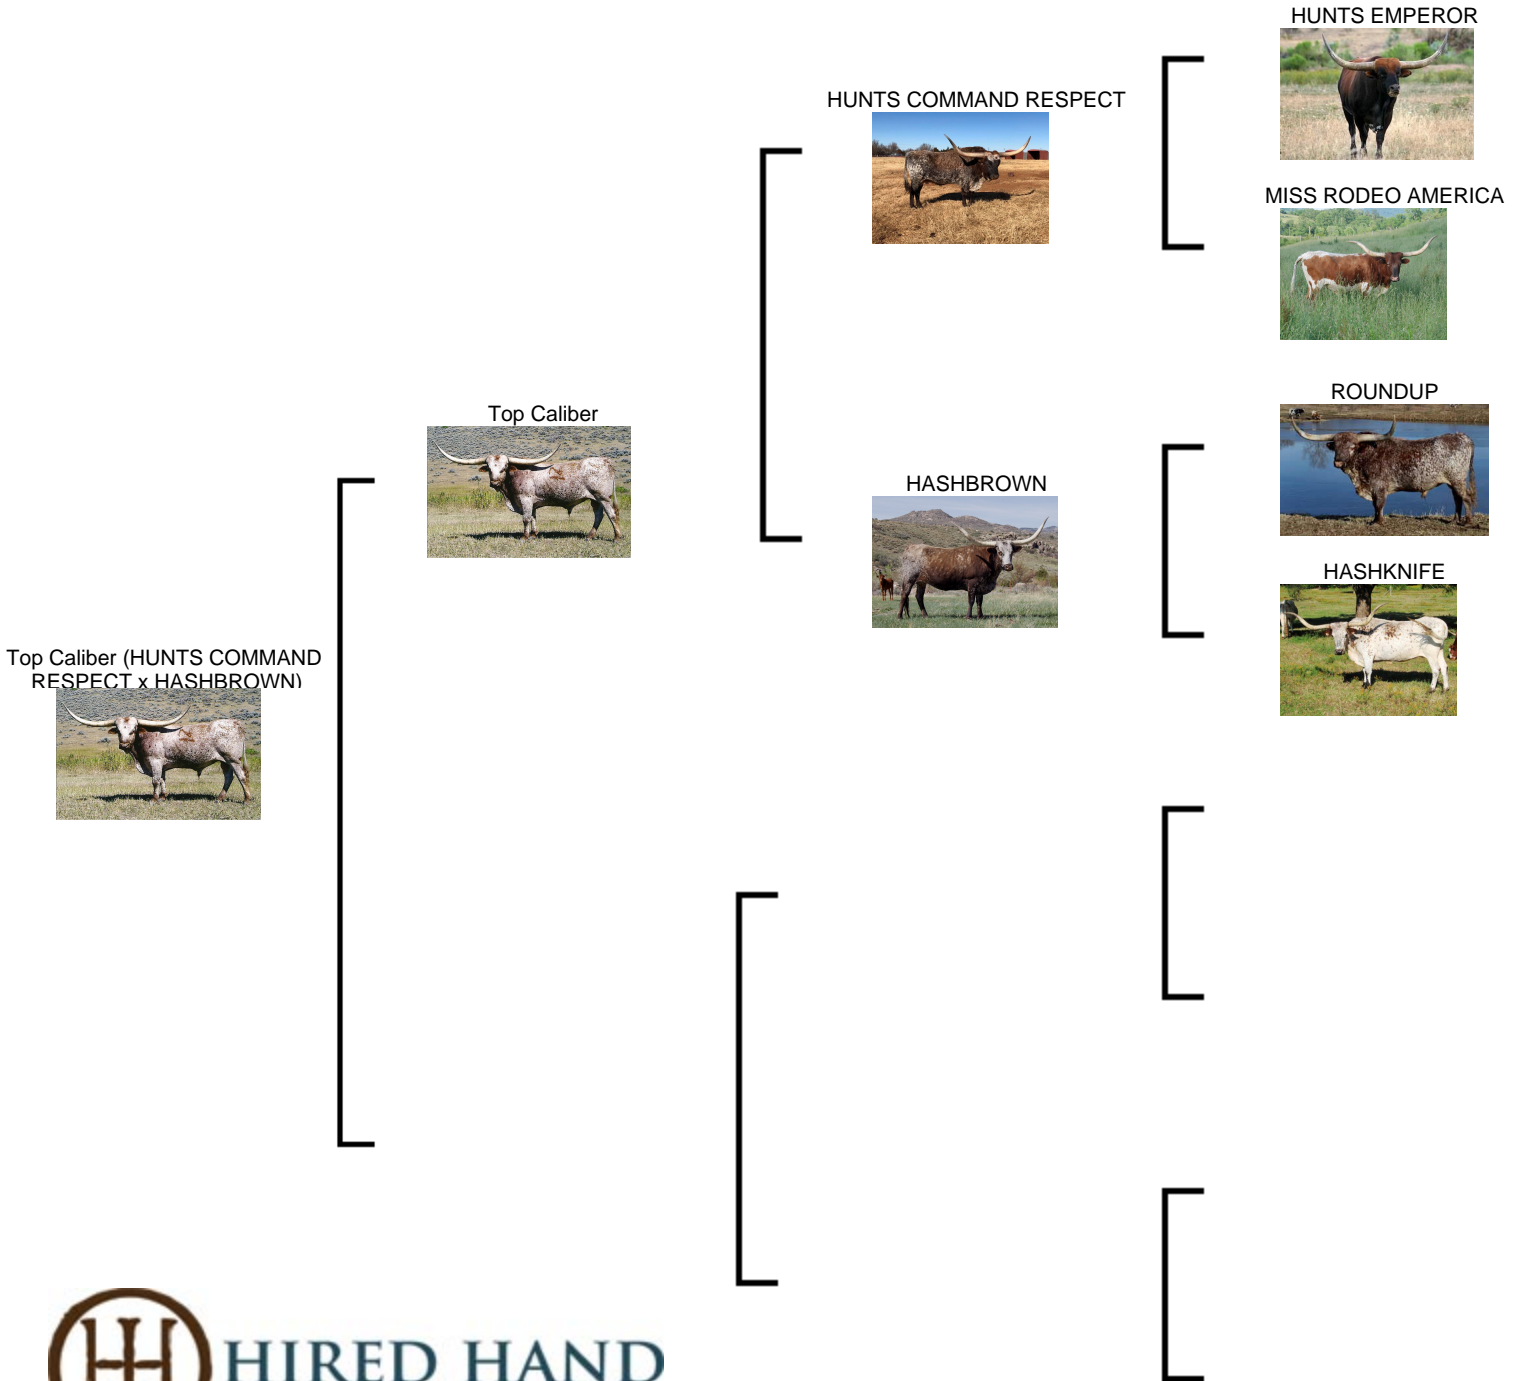 HUNTS EMPEROR
HUNTS COMMAND RESPECT
MISS RODEO AMERICA
ROUNDUP
Top Caliber
HASHBROWN
HASHKNIFE
Top Caliber (HUNTS COMMAND
RESPECT x HASHBROWN)
HIRED HAND